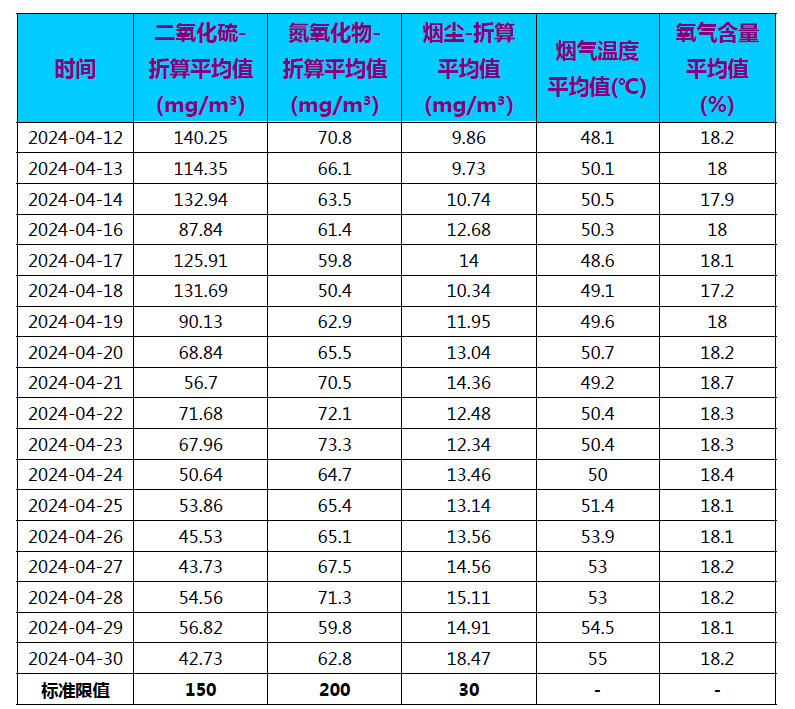 时间 二氧化硫-折算平均值(mg/m³) 氮氧化物-折算平均值(mg/m³) 烟尘-折算平均值(mg/m³) 烟气温度平均值(℃) 氧气含量平均值(%)
2024-04-12 140.25 70.8 9.86 48.1 18.2
2024-04-13 114.35 66.1 9.73 50.1 18
2024-04-14 132.94 63.5 10.74 50.5 17.9
2024-04-16 87.84 61.4 12.68 50.3 18
2024-04-17 125.91 59.8 14 48.6 18.1
2024-04-18 131.69 50.4 10.34 49.1 17.2
2024-04-19 90.13 62.9 11.95 49.6 18
2024-04-20 68.84 65.5 13.04 50.7 18.2
2024-04-21 56.7 70.5 14.36 49.2 18.7
2024-04-22 71.68 72.1 12.48 50.4 18.3
2024-04-23 67.96 73.3 12.34 50.4 18.3
2024-04-24 50.64 64.7 13.46 50 18.4
2024-04-25 53.86 65.4 13.14 51.4 18.1
2024-04-26 45.53 65.1 13.56 53.9 18.1
2024-04-27 43.73 67.5 14.56 53 18.2
2024-04-28 54.56 71.3 15.11 53 18.2
2024-04-29 56.82 59.8 14.91 54.5 18.1
2024-04-30 42.73 62.8 18.47 55 18.2
标准限值 150 200 30 - -